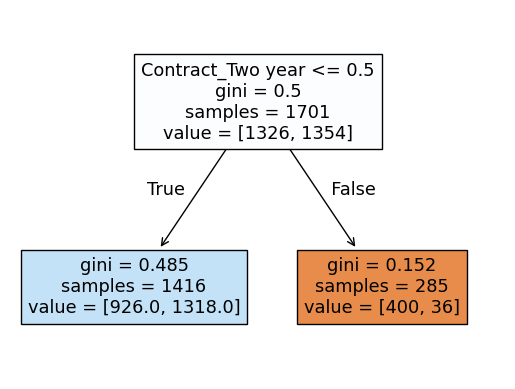 Contract_Two year <= 0.5
gini = 0.5
samples = 1701
value = [1326, 1354]
True
False
gini = 0.485
samples = 1416
value = [926.0, 1318.0]
gini = 0.152
samples = 285
value = [400, 36]